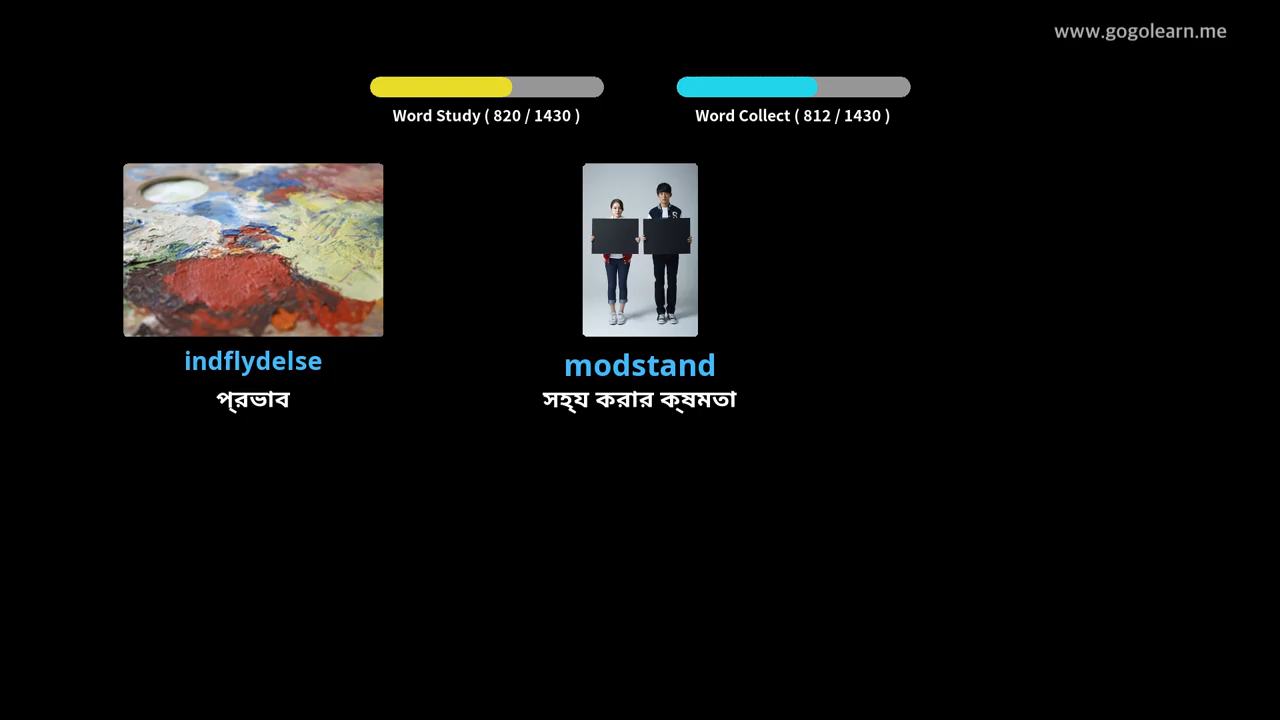 www.gogolearn.me
Word Study ( 820 / 1430 )
Word Collect ( 812 / 1430 )
indflydelse
modstand
প্রভাব
সহ্য করার ক্ষমতা